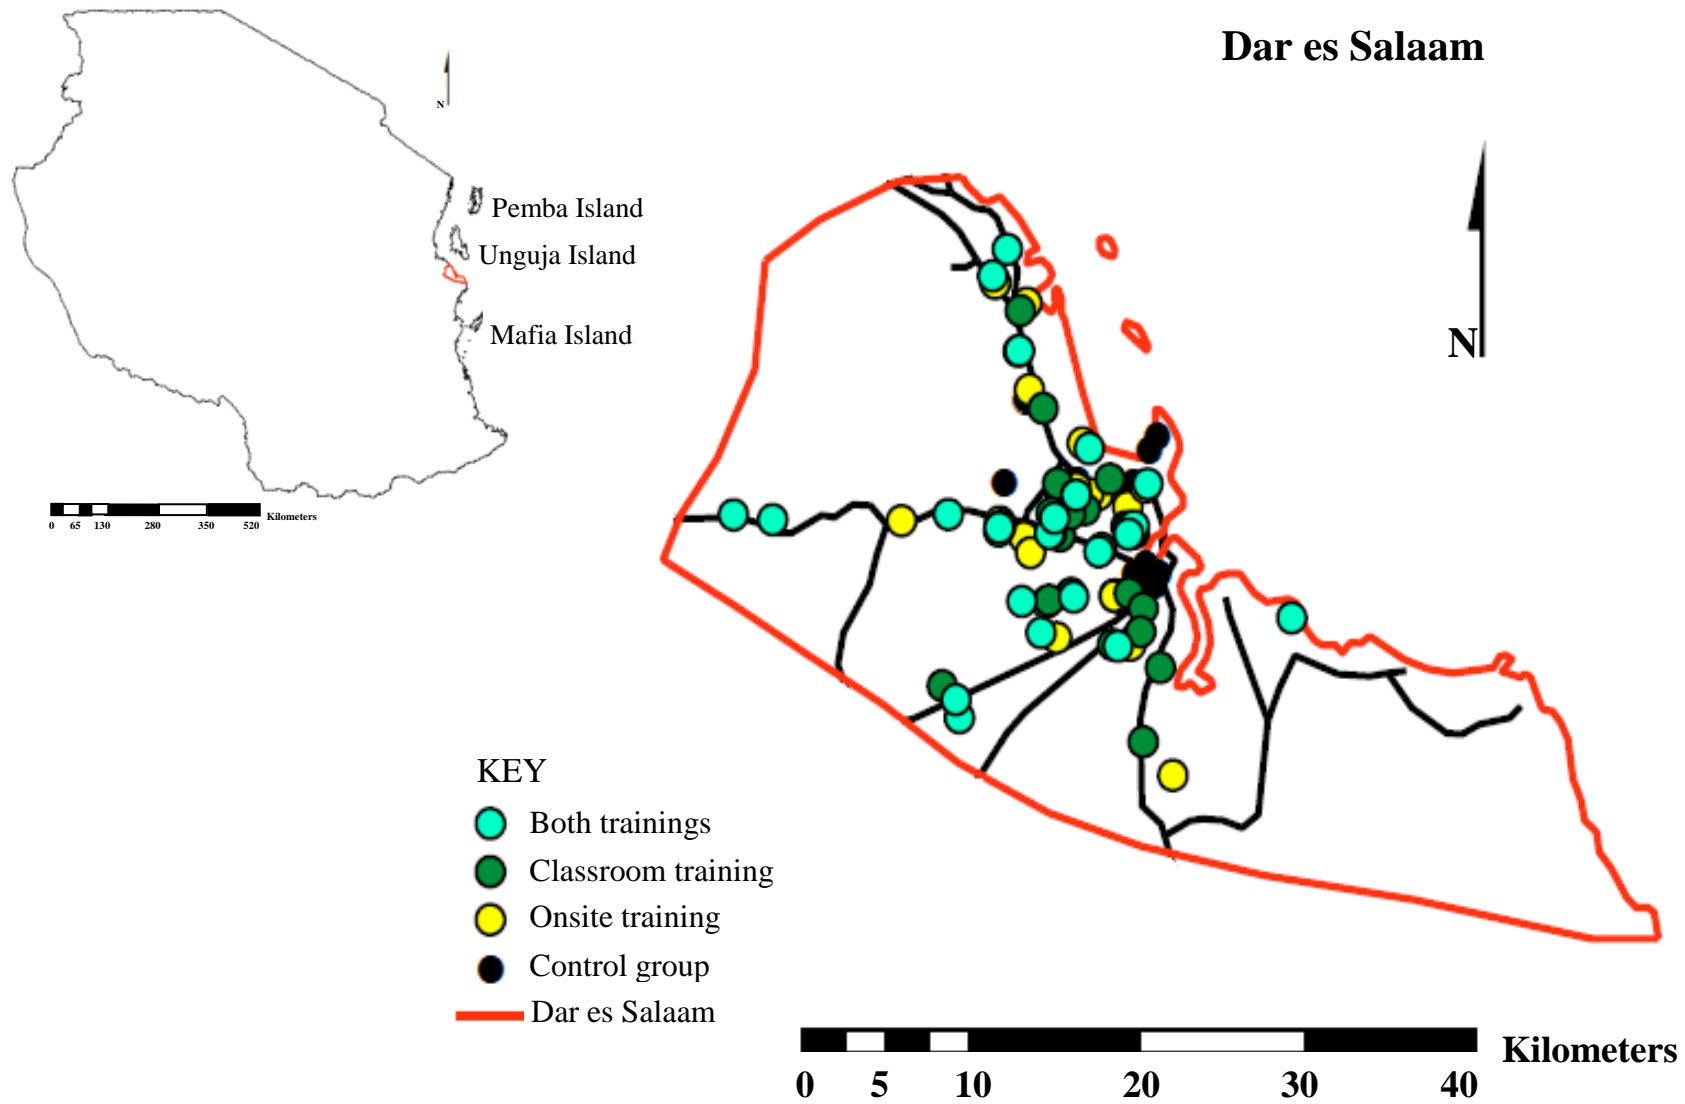 Dar es Salaam
N
Pemba Island
Unguja Island
Mafia Island
0 65 130 280 350 520 Kilometers
N
KEY
Both trainings
Classroom training
Onsite training
Control group
Dar es Salaam
Kilometers
0 5 10 20 30 40